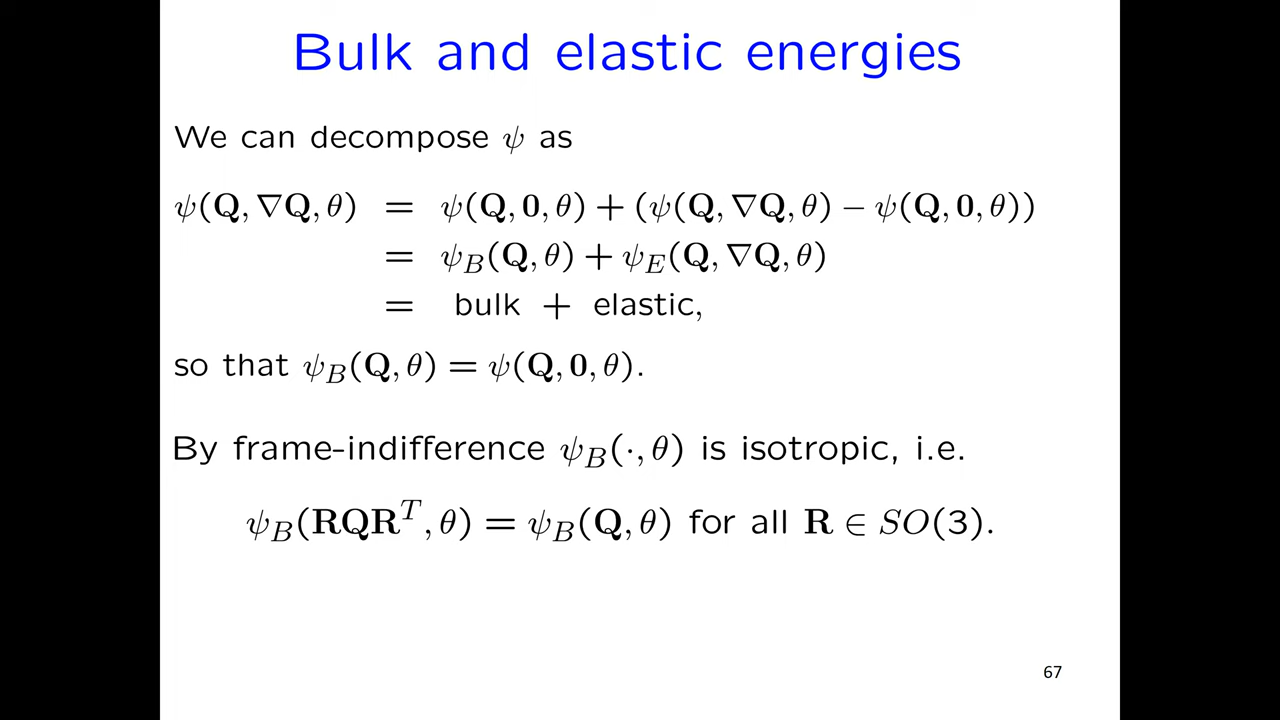 Bulk and elastic energies
We can decompose ψ as
ψ(Q, ∇Q, θ) = ψ(Q, 0, θ) + (ψ(Q, ∇Q, θ) − ψ(Q, 0, θ))
= ψ_B(Q, θ) + ψ_E(Q, ∇Q, θ)
= bulk + elastic,
so that ψ_B(Q, θ) = ψ(Q, 0, θ).
By frame-indifference ψ_B(·, θ) is isotropic, i.e.
ψ_B(RQR^T, θ) = ψ_B(Q, θ) for all R ∈ SO(3).
67